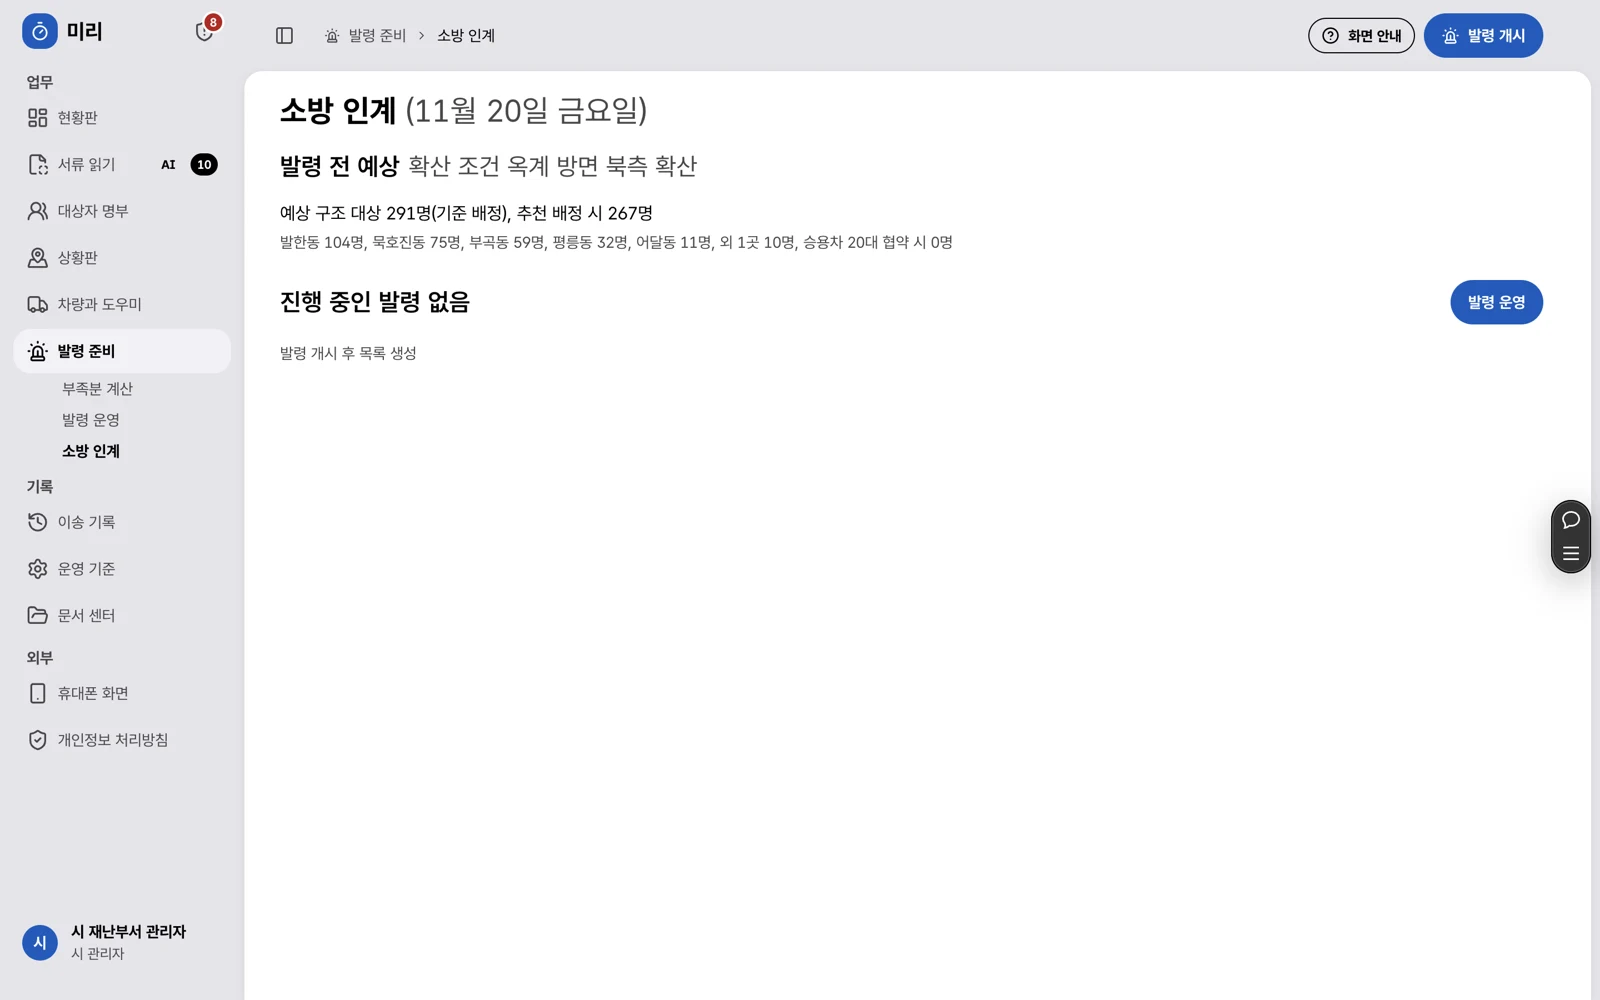 미리
8
업무
현황판
서류 읽기 AI 10
대상자 명부
상황판
차량과 도우미
발령 준비
부족분 계산
발령 운영
소방 인계
기록
이송 기록
운영 기준
문서 센터
외부
휴대폰 화면
개인정보 처리방침
시
시 재난부서 관리자
시 관리자
발령 준비 > 소방 인계
화면 안내
발령 개시
소방 인계 (11월 20일 금요일)
발령 전 예상 확산 조건 옥계 방면 북측 확산
예상 구조 대상 291명(기준 배정), 추천 배정 시 267명
발한동 104명, 묵호진동 75명, 부곡동 59명, 평릉동 32명, 어달동 11명, 외 1곳 10명, 승용차 20대 협약 시 0명
진행 중인 발령 없음
발령 운영
발령 개시 후 목록 생성